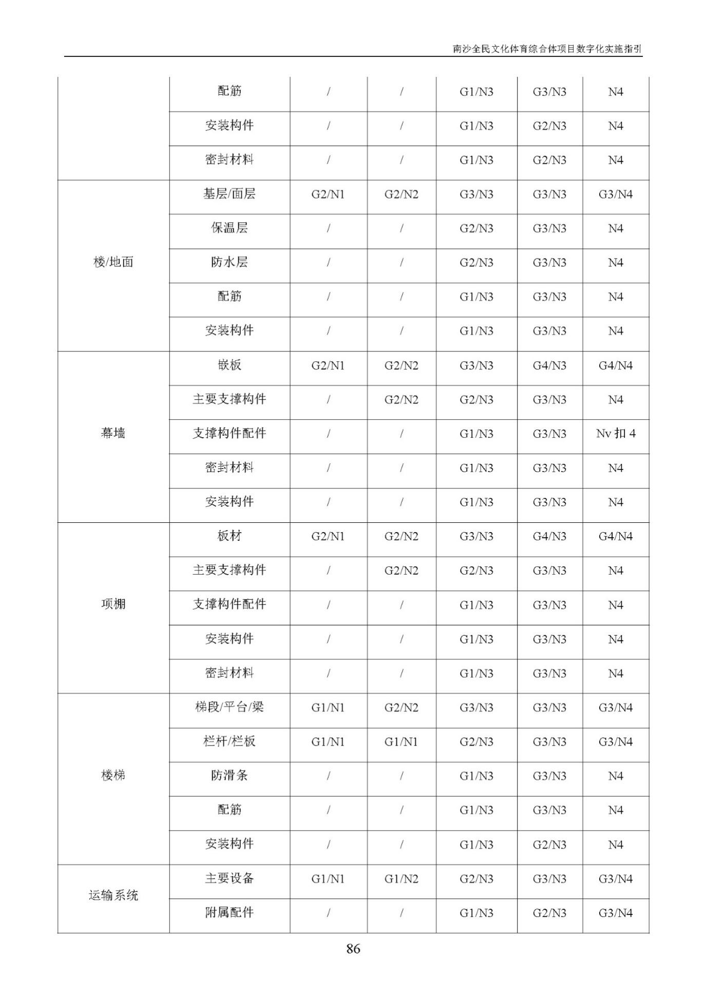 南沙全民文化体育综合体项目数字化实施指引
配筋 / / G1/N3 G3/N3 N4
安装构件 / / G1/N3 G2/N3 N4
密封材料 / / G1/N3 G2/N3 N4
楼/地面
基层/面层 G2/N1 G2/N2 G3/N3 G3/N3 G3/N4
保温层 / / G2/N3 G3/N3 N4
防水层 / / G2/N3 G3/N3 N4
配筋 / / G1/N3 G3/N3 N4
安装构件 / / G1/N3 G3/N3 N4
幕墙
嵌板 G2/N1 G2/N2 G3/N3 G4/N3 G4/N4
主要支撑构件 / G2/N2 G2/N3 G3/N3 N4
支撑构件配件 / / G1/N3 G3/N3 Nv 扣 4
密封材料 / / G1/N3 G3/N3 N4
安装构件 / / G1/N3 G3/N3 N4
项棚
板材 G2/N1 G2/N2 G3/N3 G4/N3 G4/N4
主要支撑构件 / G2/N2 G2/N3 G3/N3 N4
支撑构件配件 / / G1/N3 G3/N3 N4
安装构件 / / G1/N3 G3/N3 N4
密封材料 / / G1/N3 G3/N3 N4
楼梯
梯段/平台/梁 G1/N1 G2/N2 G3/N3 G3/N3 G3/N4
栏杆/栏板 G1/N1 G1/N1 G2/N3 G3/N3 G3/N4
防滑条 / / G1/N3 G3/N3 N4
配筋 / / G1/N3 G3/N3 N4
安装构件 / / G1/N3 G2/N3 N4
运输系统
主要设备 G1/N1 G1/N2 G2/N3 G3/N3 G3/N4
附属配件 / / G1/N3 G2/N3 G3/N4
86